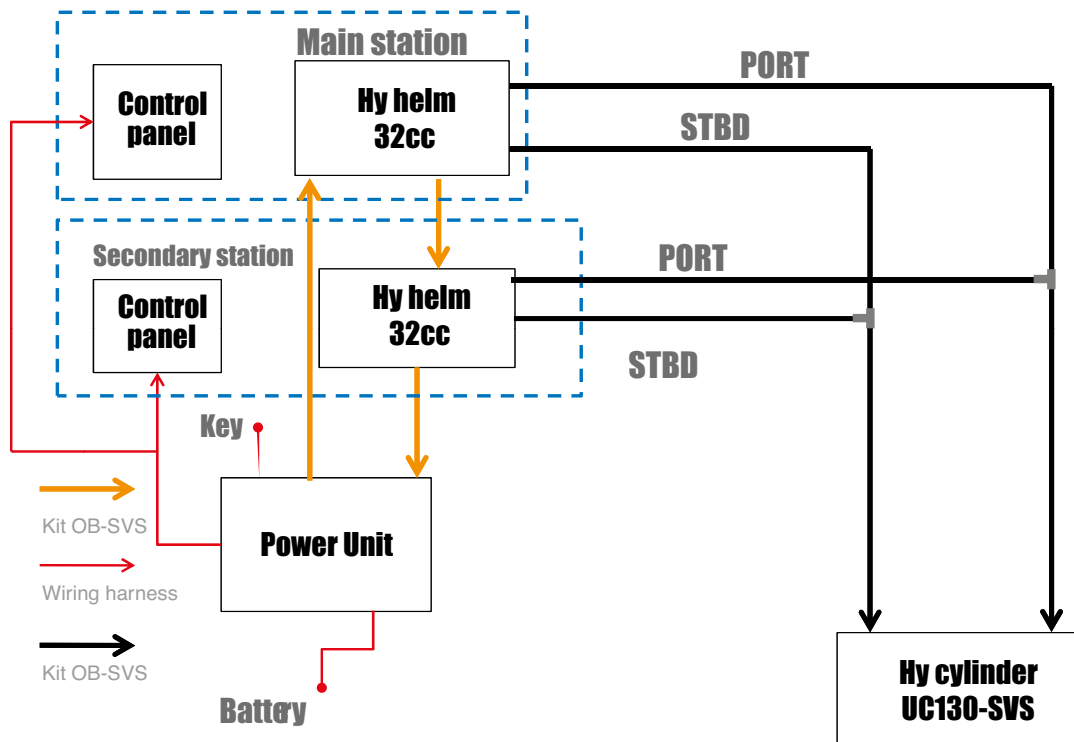 Main station
PORT
Control
panel
Hy helm
32cc
STBD
Secondary station
PORT
Control
panel
Hy helm
32cc
STBD
Key
Kit OB-SVS
Power Unit
Wiring harness
Kit OB-SVS
Battery
Hy cylinder
UC130-SVS